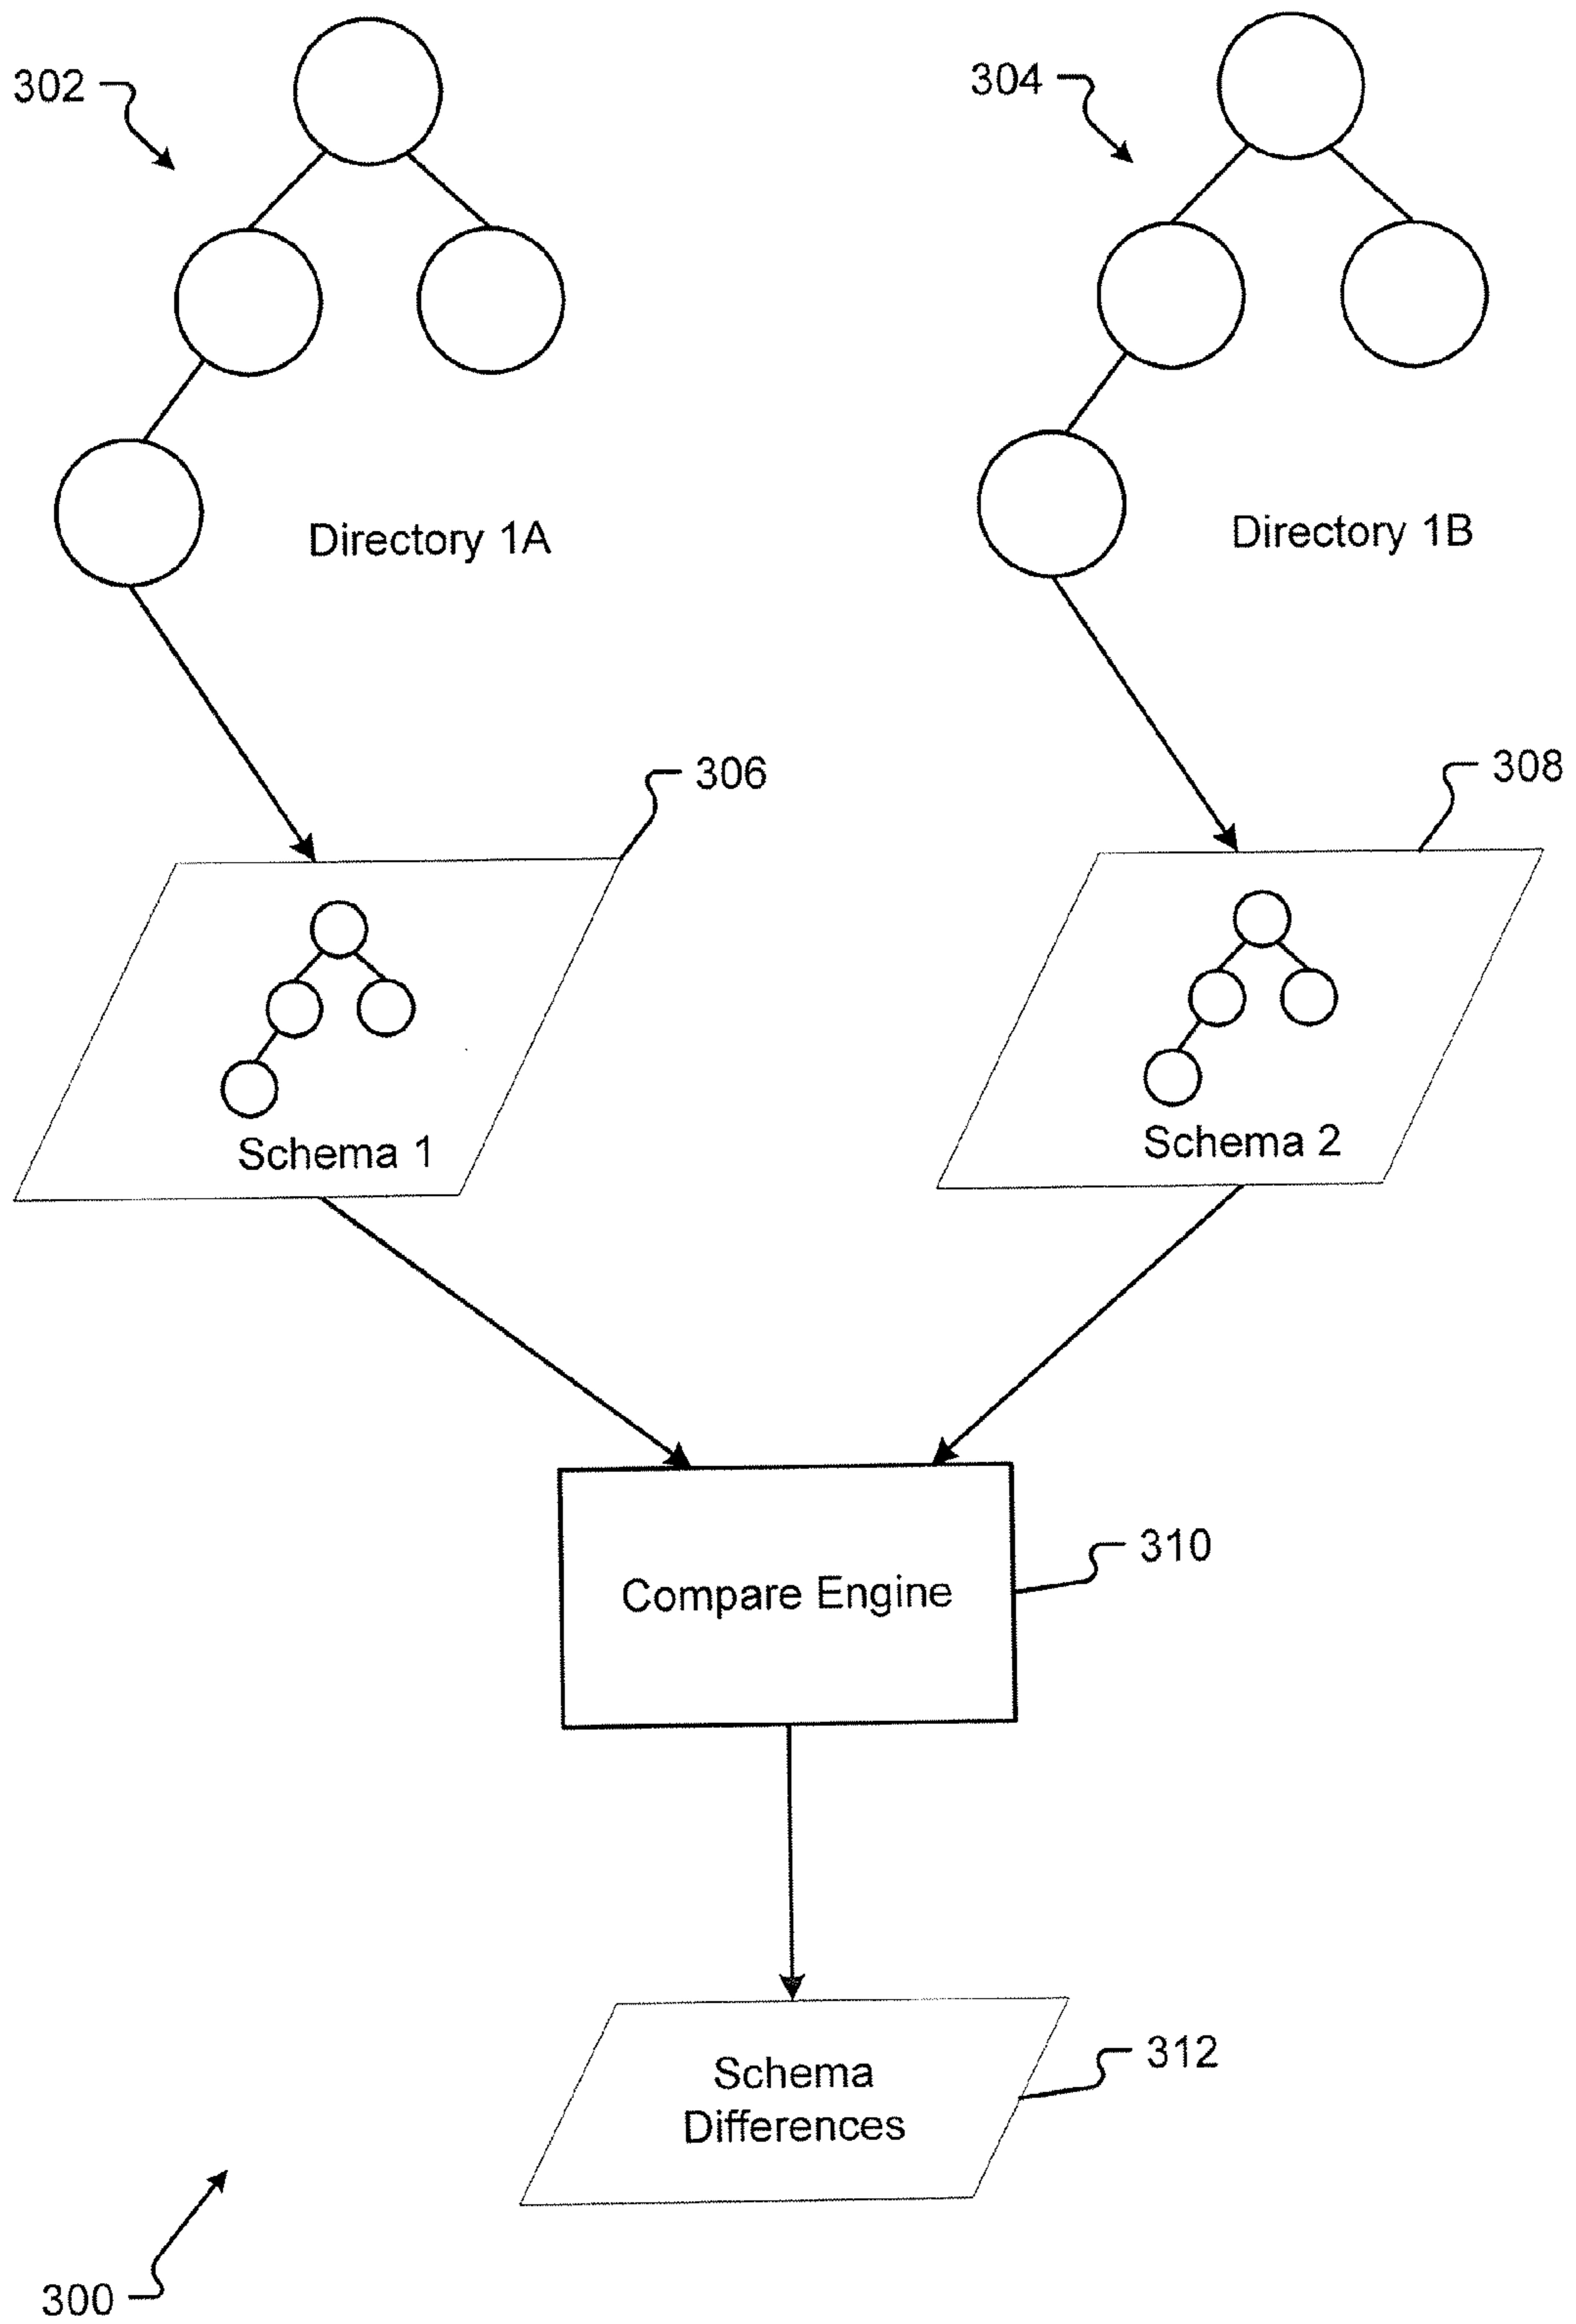 302
304
Directory 1A
Directory 1B
306
308
Schema 1
Schema 2
310
Compare Engine
312
Schema
Differences
300